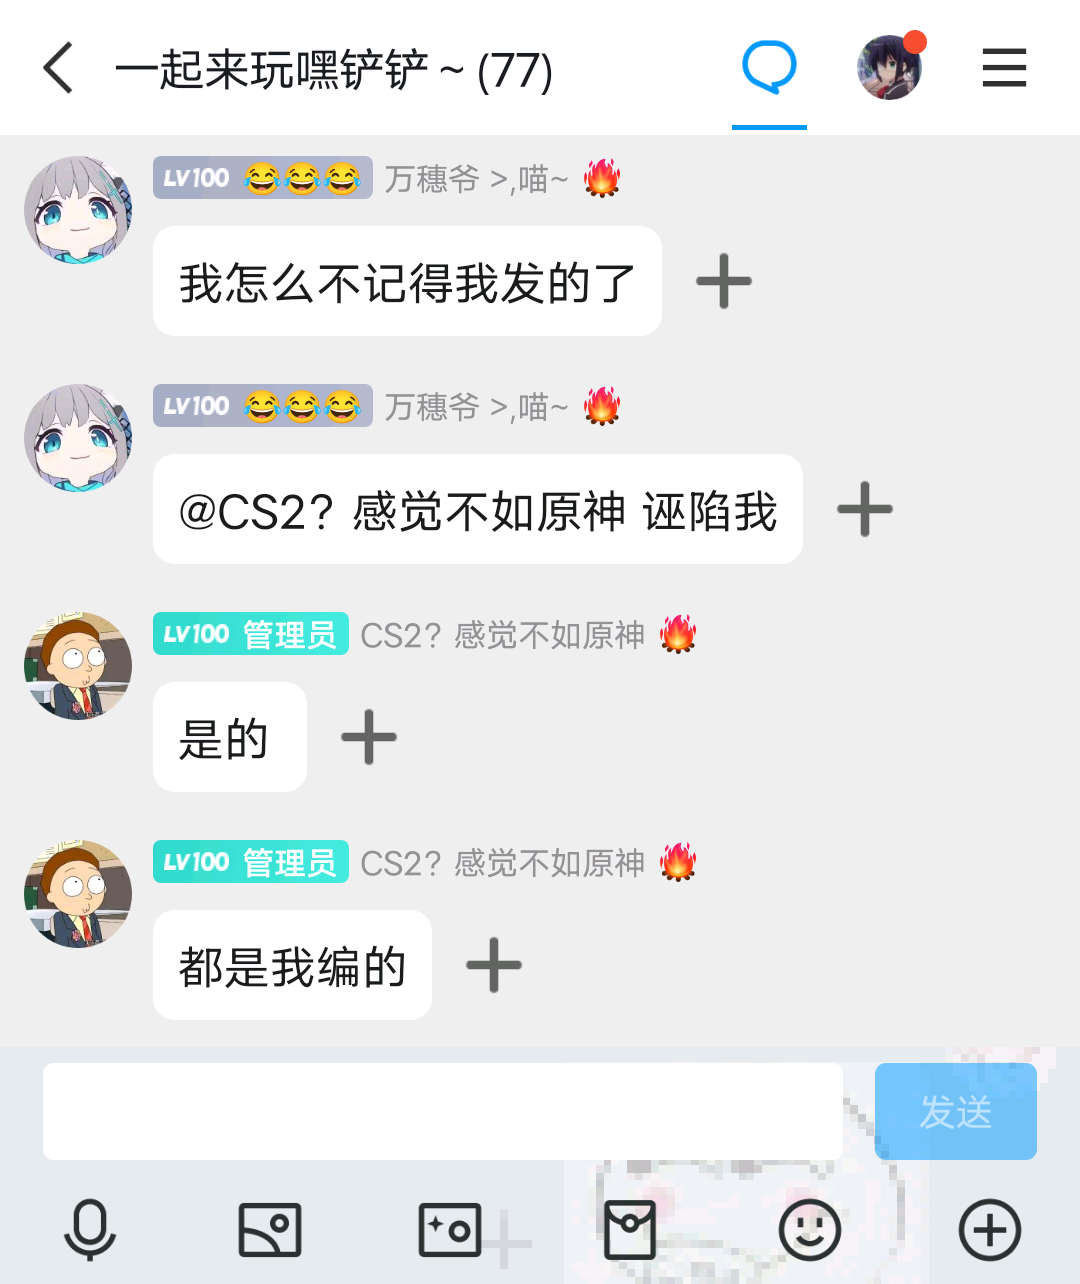 一起来玩嘿铲铲~(77)
LV100 😂😂😂 万穗爷 >,喵~ 🔥
我怎么不记得我发的了
LV100 😂😂😂 万穗爷 >,喵~ 🔥
@CS2？感觉不如原神 诬陷我
LV100 管理员 CS2？感觉不如原神 🔥
是的
LV100 管理员 CS2？感觉不如原神 🔥
都是我编的
发送